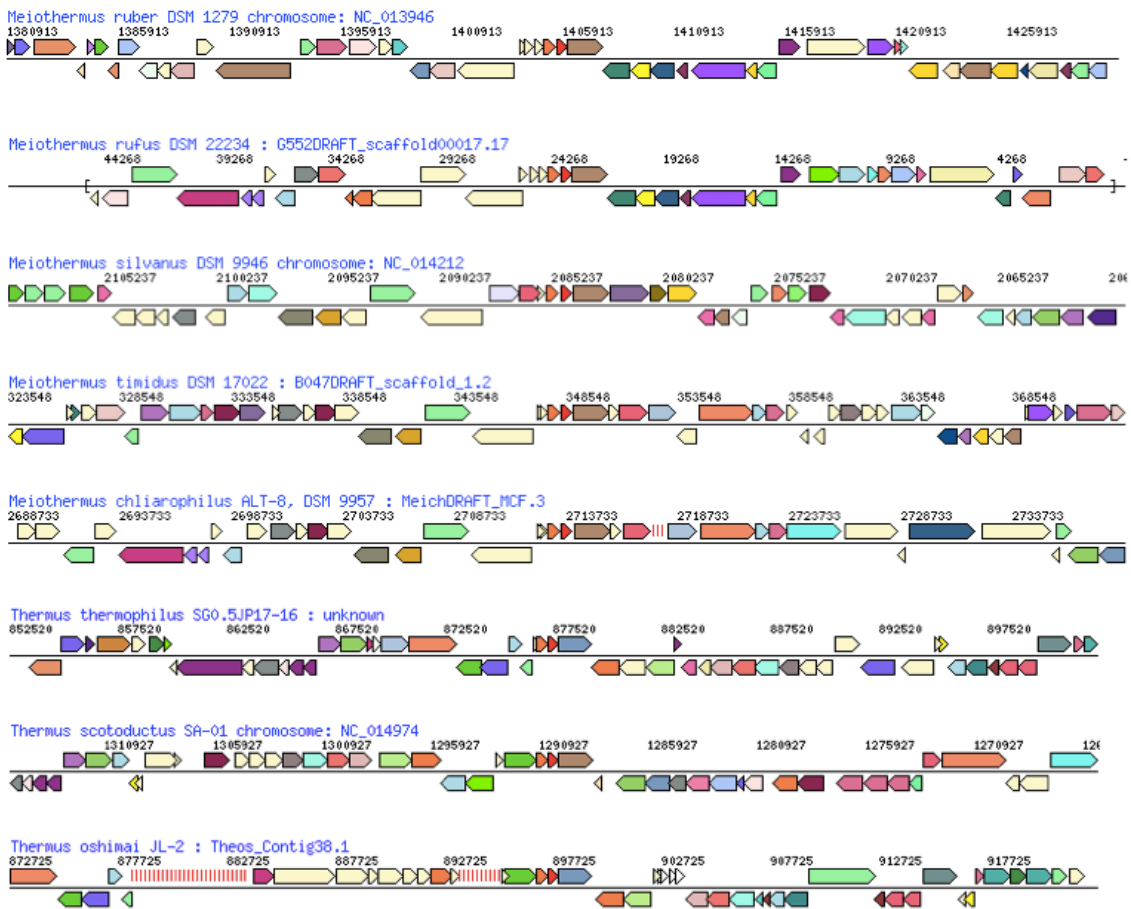 Meiothermus ruber DSM 1279 chromosome: NC_013946
1380913 1385913 1390913 1395913 1400913 1405913 1410913 1415913 1420913 1425913
Meiothermus rufus DSM 22234 : G552DRAFT_scaffold00017.17
44268 39268 34268 29268 24268 19268 14268 9268 4268
Meiothermus silvanus DSM 9946 chromosome: NC_014212
2105237 2100237 2095237 2090237 2085237 2080237 2075237 2070237 2065237 206
Meiothermus timidus DSM 17022 : B047DRAFT_scaffold_1.2
323548 328548 333548 338548 343548 348548 353548 358548 363548 368548
Meiothermus chliarophilus ALT-8, DSM 9957 : MeichDRAFT_MCF.3
2688733 2693733 2698733 2703733 2708733 2713733 2718733 2723733 2728733 2733733
Thermus thermophilus SG0.5JP17-16 : unknown
852520 857520 862520 867520 872520 877520 882520 887520 892520 897520
Thermus scotoductus SA-01 chromosome: NC_014974
1310927 1305927 1300927 1295927 1290927 1285927 1280927 1275927 1270927 126
Thermus oshimai JL-2 : Theos_Contig38.1
872725 877725 882725 887725 892725 897725 902725 907725 912725 917725